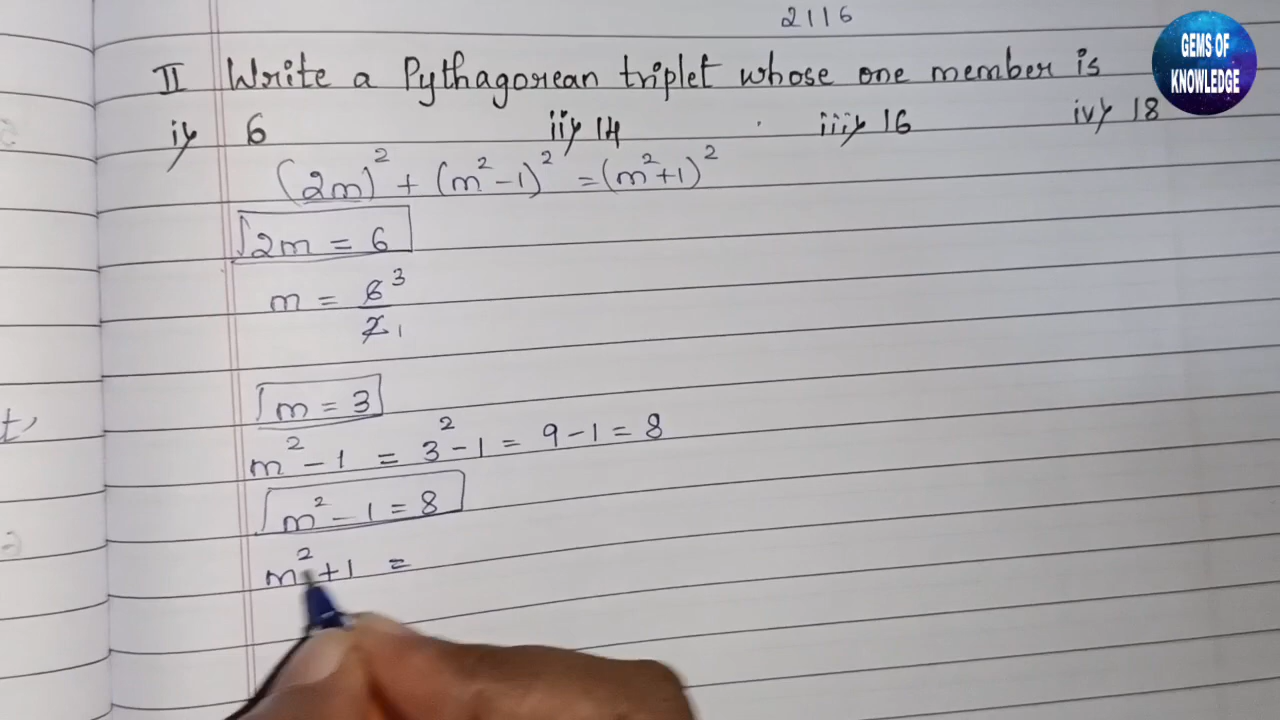 2116
GEMS OF
KNOWLEDGE
II Write a Pythagorean triplet whose one member is
i) 6 ii) 14 iii) 16 iv) 18
(2m)² + (m²-1)² = (m²+1)²
2m = 6
m = 6/2 3 1
m = 3
m² - 1 = 3² - 1 = 9 - 1 = 8
m² - 1 = 8
m² + 1 =